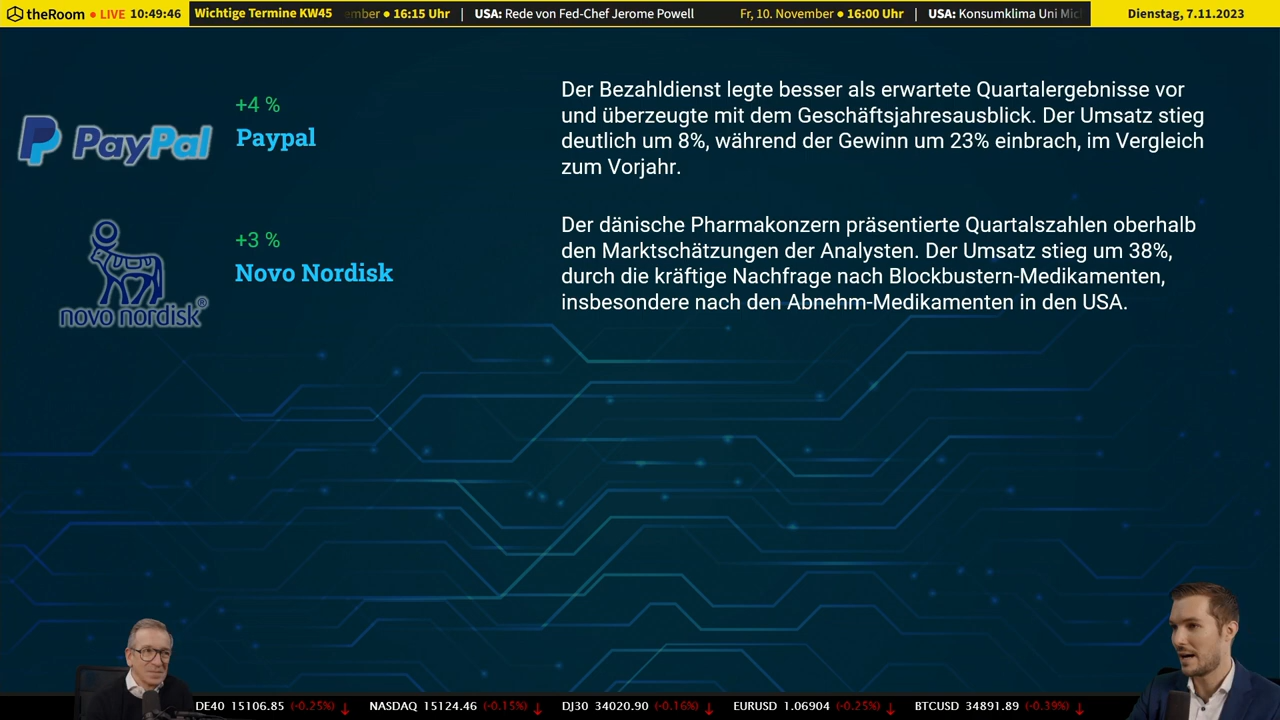 theRoom ● LIVE 10:49:46 Wichtige Termine KW45 ember ● 16:15 Uhr | USA: Rede von Fed-Chef Jerome Powell Fr, 10. November ● 16:00 Uhr | USA: Konsumklima Uni Mich Dienstag, 7.11.2023
PayPal
+4 %
Paypal
Der Bezahldienst legte besser als erwartete Quartalergebnisse vor
und überzeugte mit dem Geschäftsjahresausblick. Der Umsatz stieg
deutlich um 8%, während der Gewinn um 23% einbrach, im Vergleich
zum Vorjahr.
novo nordisk®
+3 %
Novo Nordisk
Der dänische Pharmakonzern präsentierte Quartalszahlen oberhalb
den Marktschätzungen der Analysten. Der Umsatz stieg um 38%,
durch die kräftige Nachfrage nach Blockbustern-Medikamenten,
insbesondere nach den Abnehm-Medikamenten in den USA.
DE40 15106.85 (-0.25%) ↓ NASDAQ 15124.46 (-0.15%) ↓ DJ30 34020.90 (-0.16%) ↓ EURUSD 1.06904 (-0.25%) ↓ BTCUSD 34891.89 (-0.39%) ↓